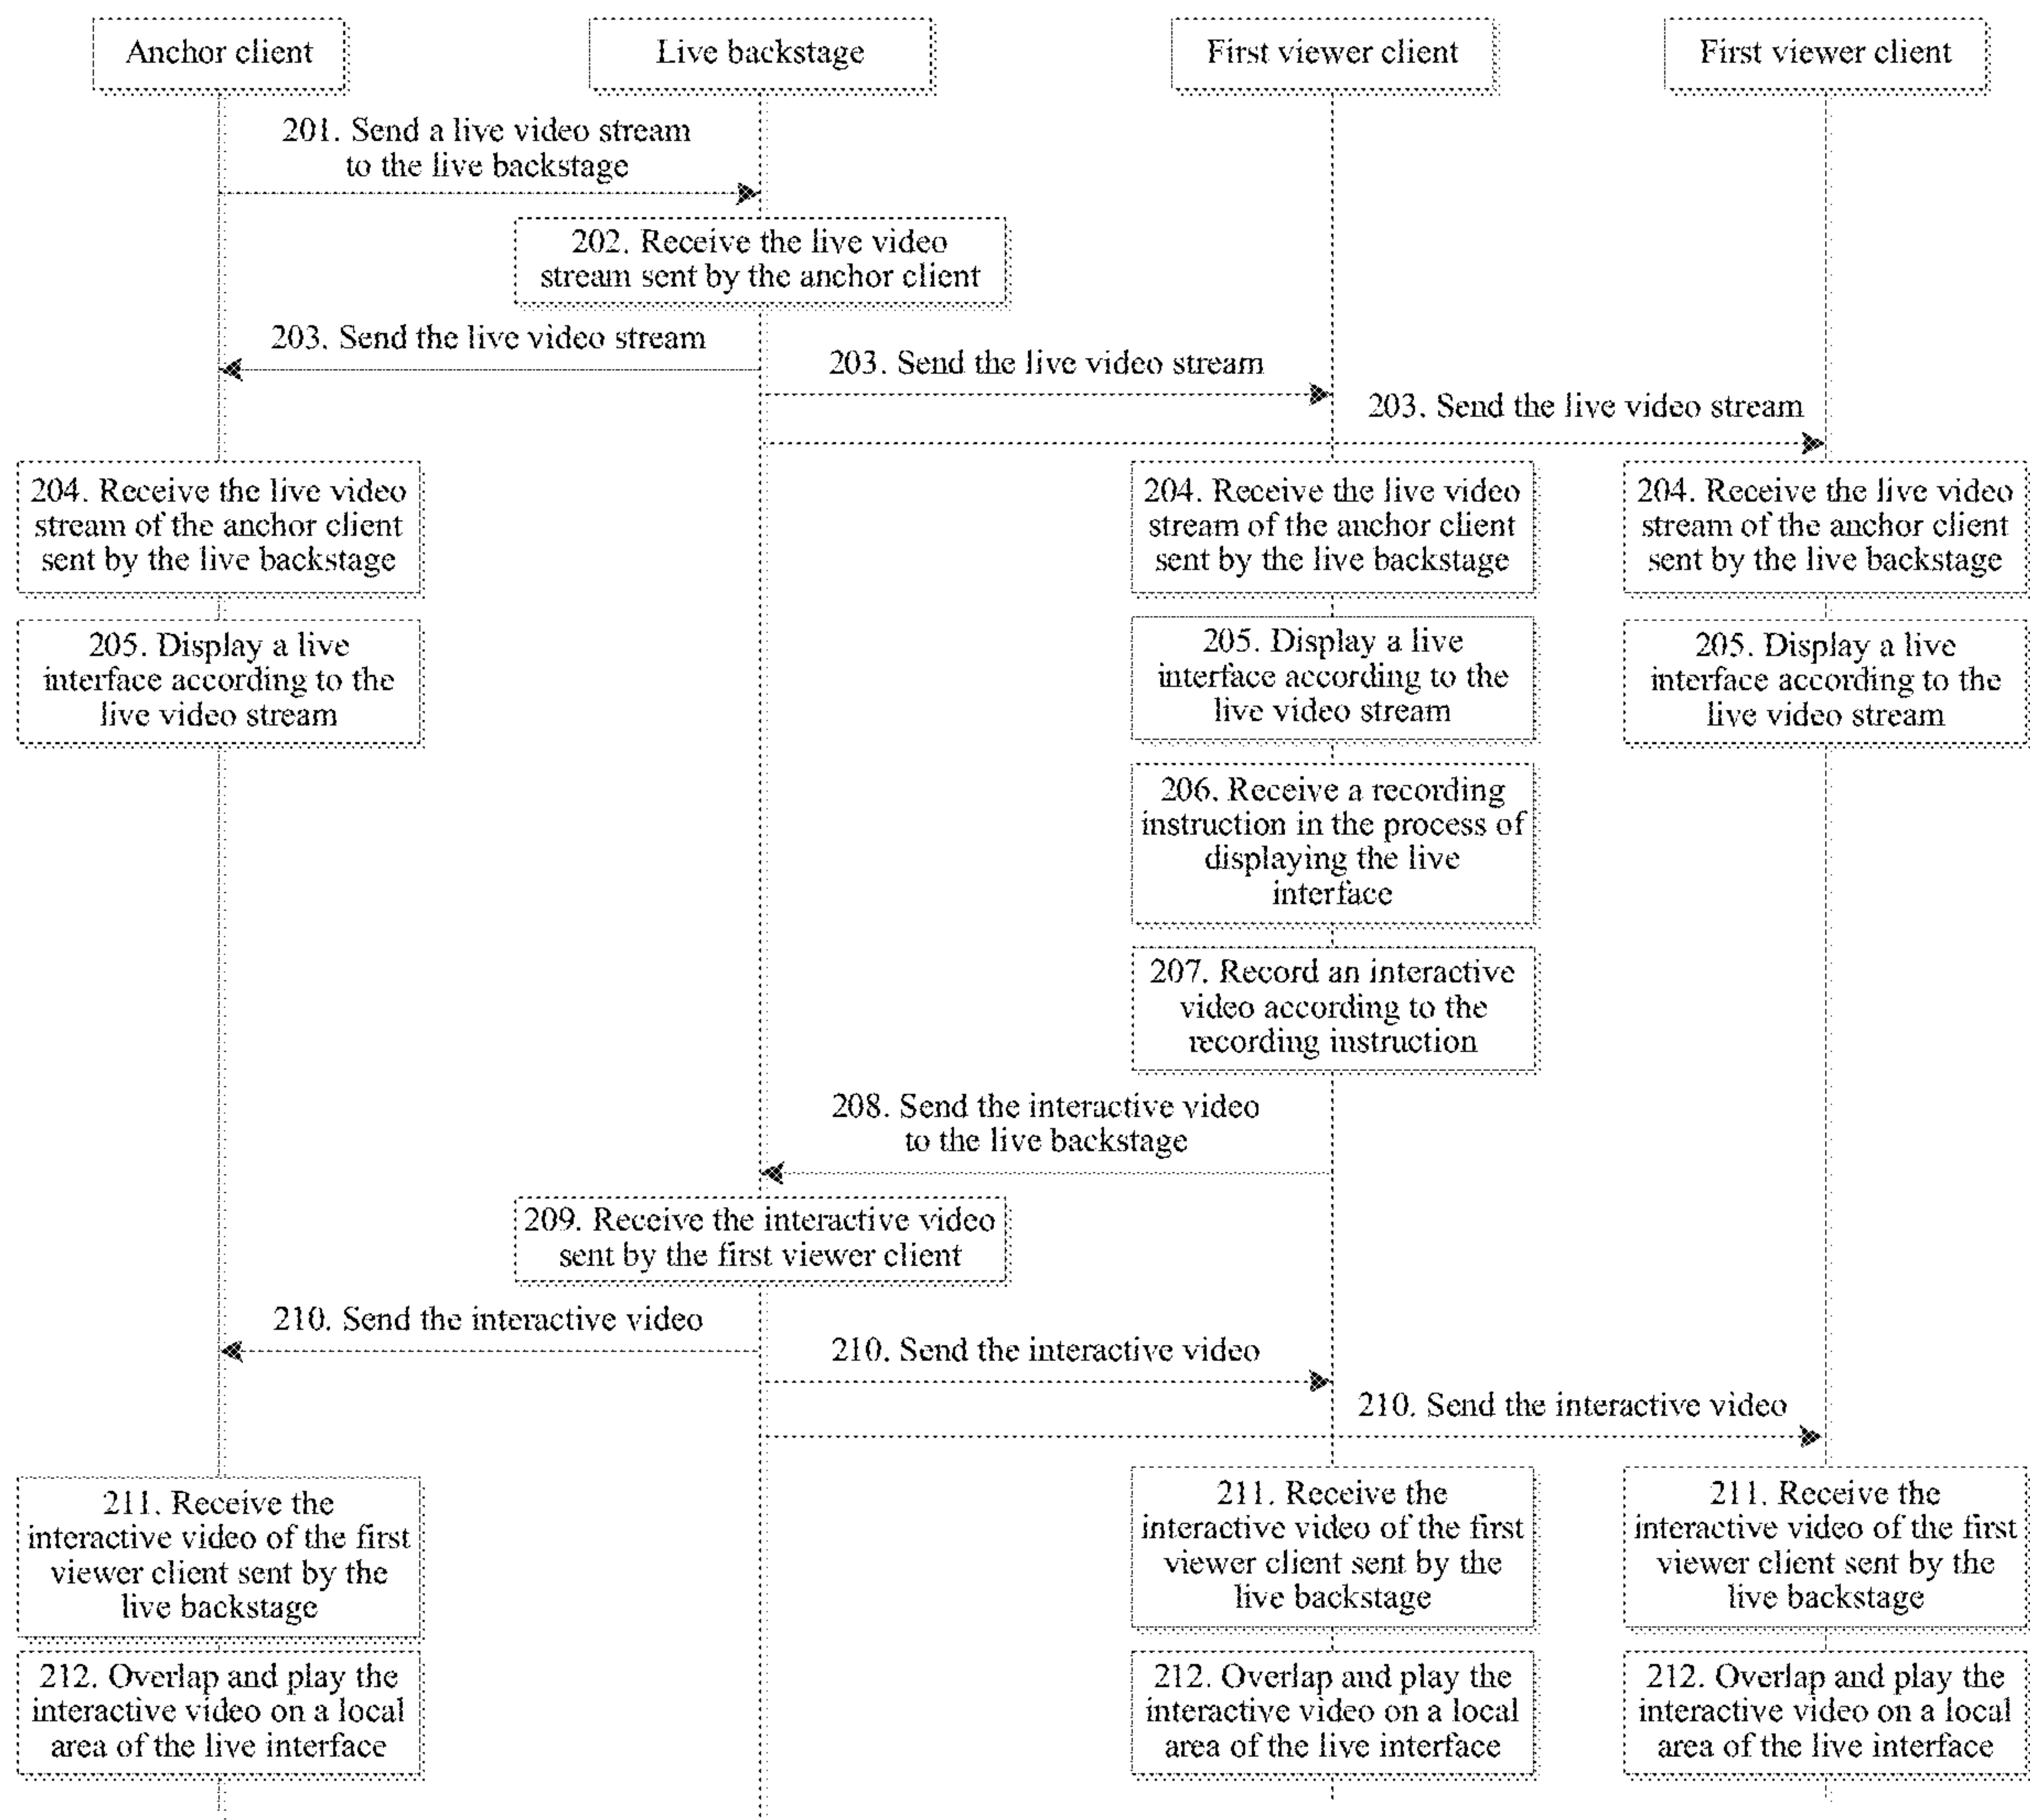 Anchor client
Live backstage
First viewer client
First viewer client
201. Send a live video stream
to the live backstage
202. Receive the live video
stream sent by the anchor client
203. Send the live video stream
203. Send the live video stream
203. Send the live video stream
204. Receive the live video
stream of the anchor client
sent by the live backstage
204. Receive the live video
stream of the anchor client
sent by the live backstage
204. Receive the live video
stream of the anchor client
sent by the live backstage
205. Display a live
interface according to the
live video stream
205. Display a live
interface according to the
live video stream
205. Display a live
interface according to the
live video stream
206. Receive a recording
instruction in the process of
displaying the live
interface
207. Record an interactive
video according to the
recording instruction
208. Send the interactive video
to the live backstage
209. Receive the interactive video
sent by the first viewer client
210. Send the interactive video
210. Send the interactive video
210. Send the interactive video
211. Receive the
interactive video of the first
viewer client sent by the
live backstage
211. Receive the
interactive video of the first
viewer client sent by the
live backstage
211. Receive the
interactive video of the first
viewer client sent by the
live backstage
212. Overlap and play the
interactive video on a local
area of the live interface
212. Overlap and play the
interactive video on a local
area of the live interface
212. Overlap and play the
interactive video on a local
area of the live interface